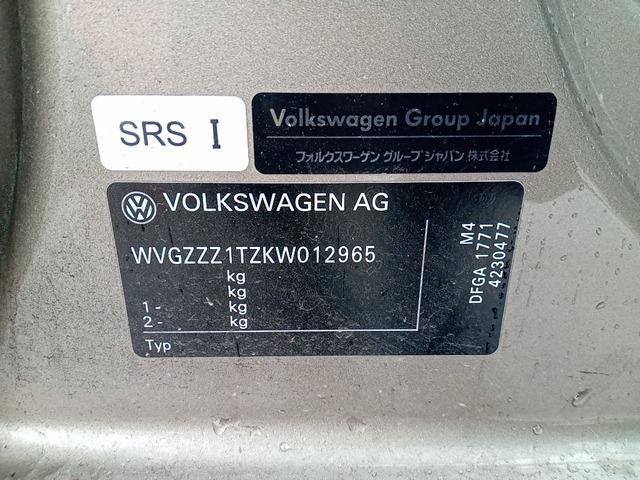 SRS I
Volkswagen Group Japan
フォルクスワーゲン グループ ジャパン 株式会社
VOLKSWAGEN AG
WVGZZZ1TZKW012965
kg
kg
1 - kg
2 - kg
Typ
M4
DFGA 1771
4230477